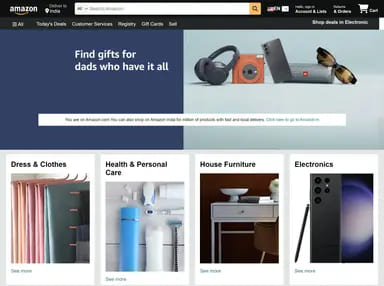 amazon
Deliver to
India
All
Search Amazon
EN
Hello, sign in
Account & Lists
Returns
& Orders
Cart
All
Today's Deals
Customer Services
Registry
Gift Cards
Sell
Shop deals in Electronic
Find gifts for
dads who have it all
You are on Amazon.com You can also shop on Amazon India for million of products with fast and local delivery. Click here to go to Amazon.in
Dress & Clothes
Health & Personal
Care
House Furniture
Electronics
See more
See more
See more
See more